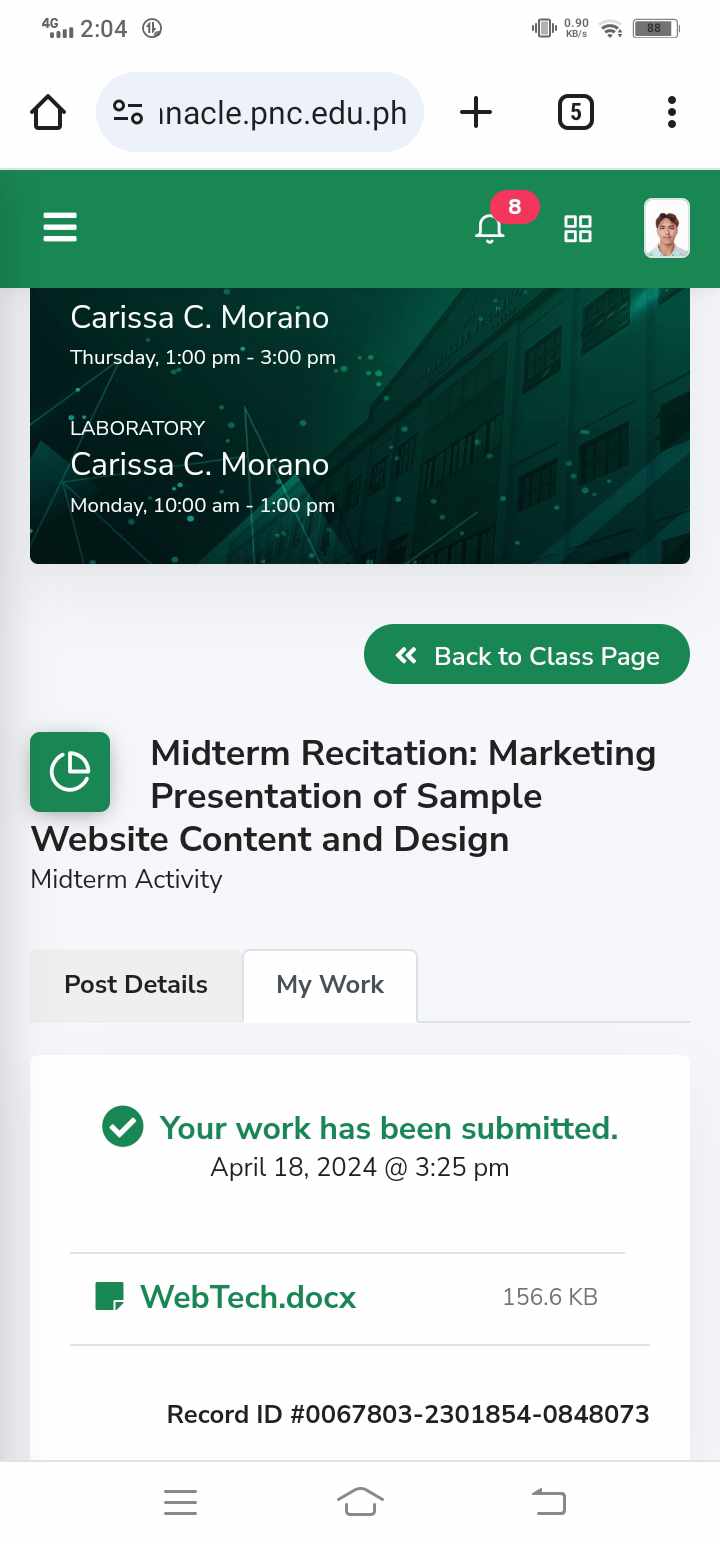 4G 2:04 0.90 KB/s 88
nnacle.pnc.edu.ph 5
8
Carissa C. Morano
Thursday, 1:00 pm - 3:00 pm
LABORATORY
Carissa C. Morano
Monday, 10:00 am - 1:00 pm
Back to Class Page
Midterm Recitation: Marketing
Presentation of Sample
Website Content and Design
Midterm Activity
Post Details My Work
Your work has been submitted.
April 18, 2024 @ 3:25 pm
WebTech.docx 156.6 KB
Record ID #0067803-2301854-0848073